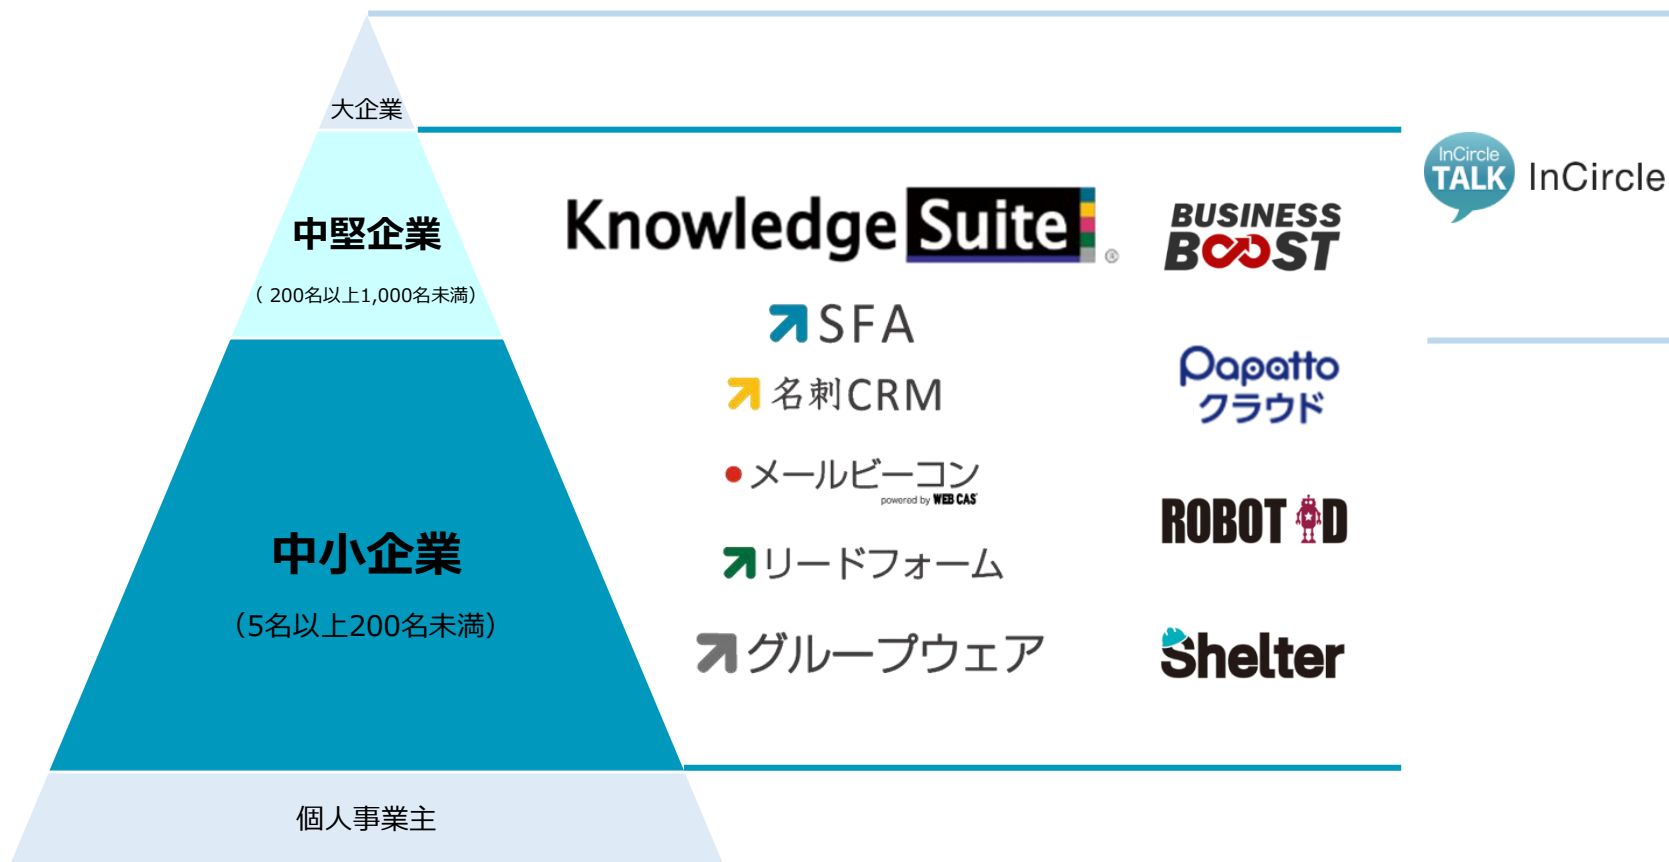 大企業
中堅企業
( 200名以上1,000名未満)
中小企業
（5名以上200名未満）
個人事業主
Knowledge Suite ®
SFA
名刺CRM
メールビーコン
powered by WEB CAS
リードフォーム
グループウェア
BUSINESS
BOOST
Papatto
クラウド
ROBOT ID
Shelter
InCircle
TALK
InCircle